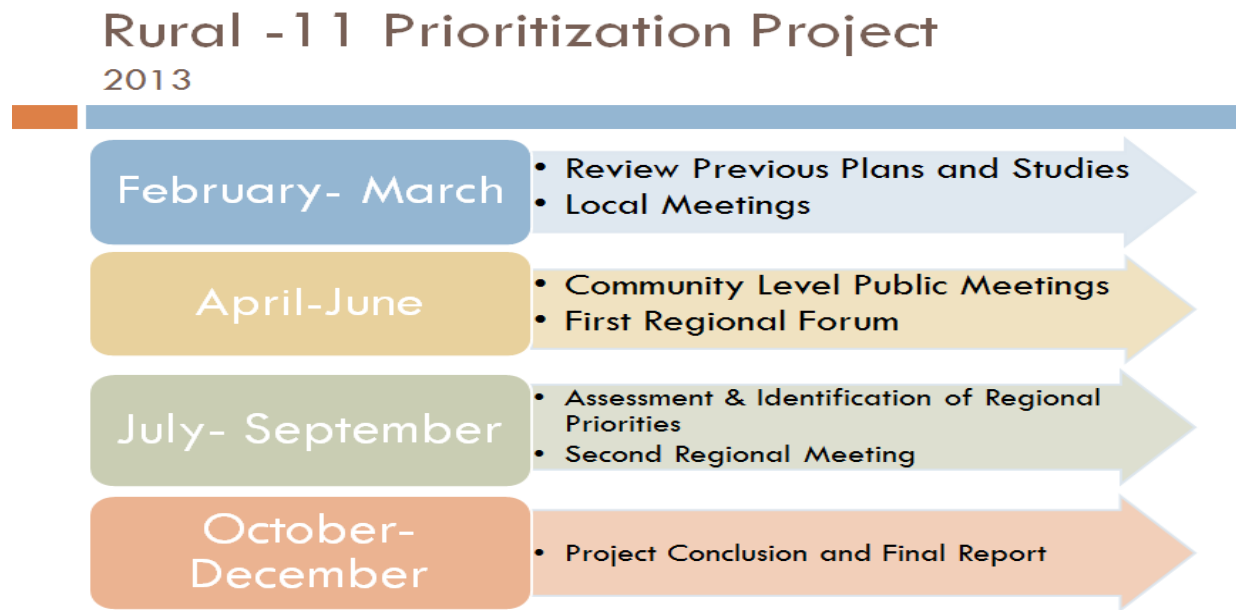 Rural -11 Prioritization Project
2013
February- March
• Review Previous Plans and Studies
• Local Meetings
April-June
• Community Level Public Meetings
• First Regional Forum
July- September
• Assessment & Identification of Regional
Priorities
• Second Regional Meeting
October-
December
• Project Conclusion and Final Report